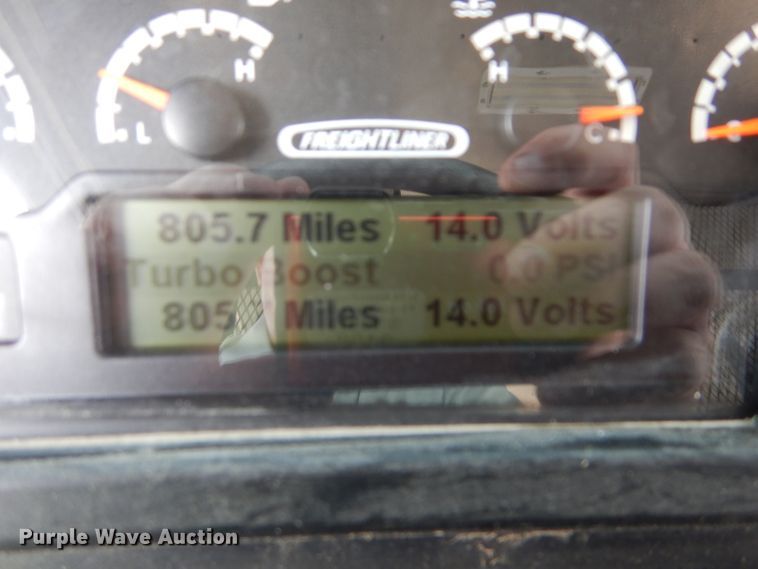 H
H
L
FREIGHTLINER
C
C
805.7 Miles 14.0 Volts
Turbo Boost 0.0 PSI
805.7 Miles 14.0 Volts
Purple Wave Auction